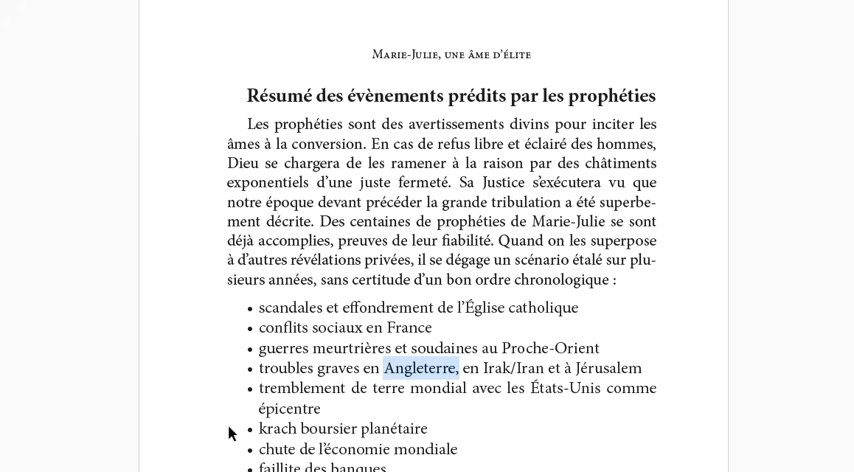 Marie-Julie, une âme d'élite
Résumé des évènements prédits par les prophéties
Les prophéties sont des avertissements divins pour inciter les
âmes à la conversion. En cas de refus libre et éclairé des hommes,
Dieu se chargera de les ramener à la raison par des châtiments
exponentiels d'une juste fermeté. Sa Justice s'exécutera vu que
notre époque devant précéder la grande tribulation a été superbe-
ment décrite. Des centaines de prophéties de Marie-Julie se sont
déjà accomplies, preuves de leur fiabilité. Quand on les superpose
à d'autres révélations privées, il se dégage un scénario étalé sur plu-
sieurs années, sans certitude d'un bon ordre chronologique :
• scandales et effondrement de l'Église catholique
• conflits sociaux en France
• guerres meurtrières et soudaines au Proche-Orient
• troubles graves en Angleterre, en Irak/Iran et à Jérusalem
• tremblement de terre mondial avec les États-Unis comme
épicentre
• krach boursier planétaire
• chute de l'économie mondiale
• faillite des banques